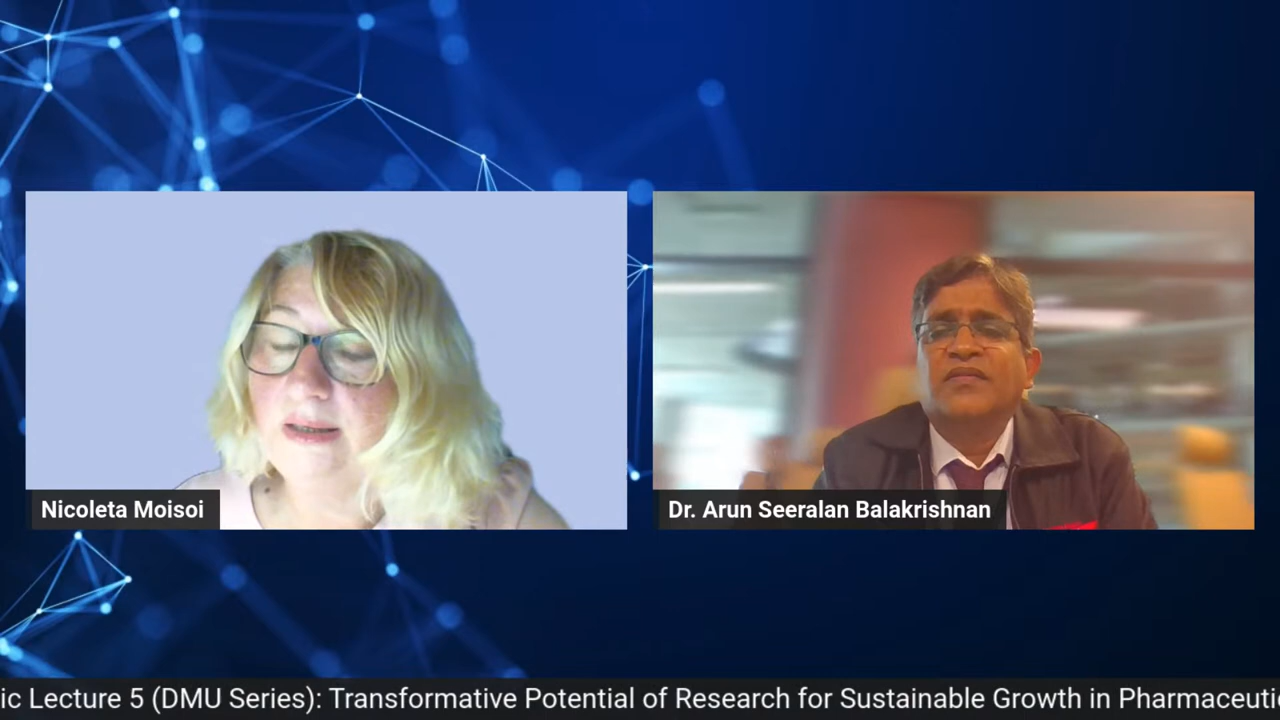 Nicoleta Moisoi
Dr. Arun Seeralan Balakrishnan
ic Lecture 5 (DMU Series): Transformative Potential of Research for Sustainable Growth in Pharmaceuti